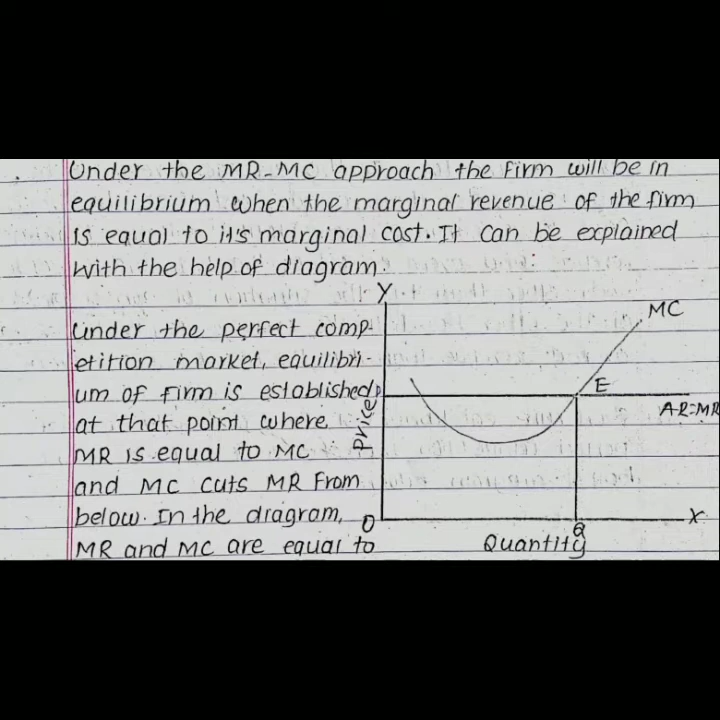 Under the MR-MC approach the firm will be in
equilibrium when the marginal revenue of the firm
is equal to it's marginal cost. It can be explained
with the help of diagram.
Under the perfect comp-
etition market, equilibri-
um of firm is established
at that point where
MR is equal to MC
and MC cuts MR from
below. In the diagram,
MR and MC are equal to
Y
MC
E
P
AR=MR
Price
O
Q
X
Quantity